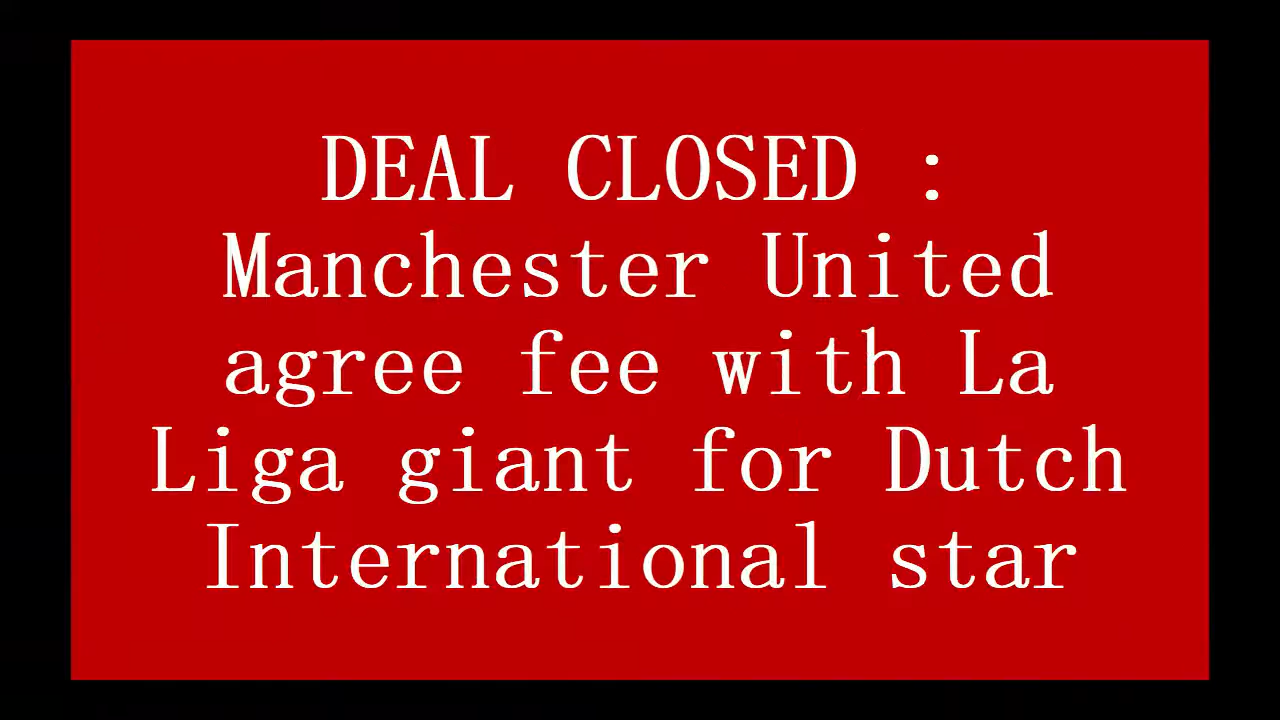 DEAL CLOSED :
Manchester United
agree fee with La
Liga giant for Dutch
International star